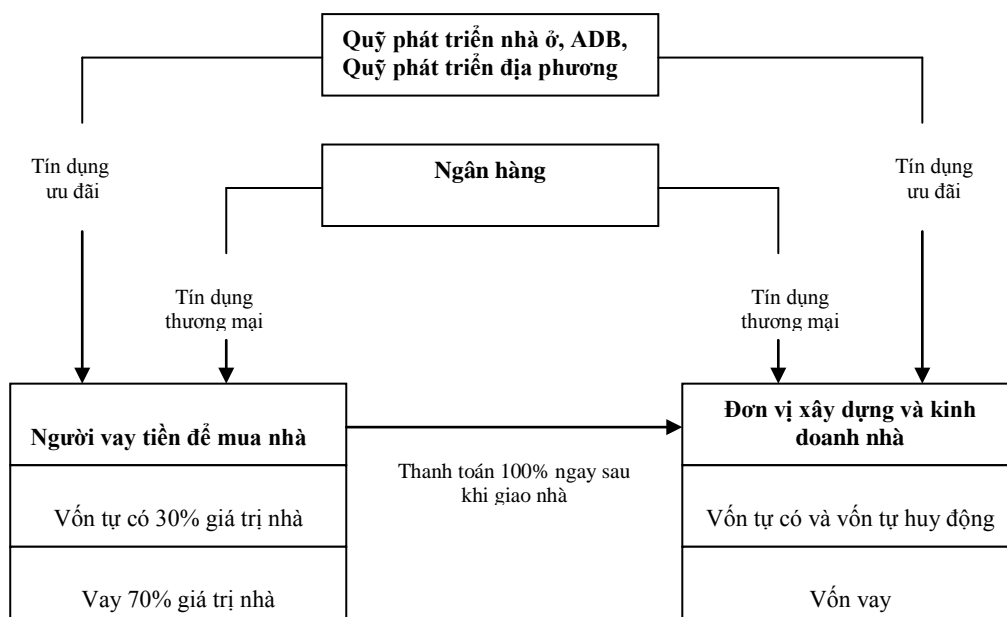 Quỹ phát triển nhà ở, ADB,
Quỹ phát triển địa phương
Tín dụng
ưu đãi
Ngân hàng
Tín dụng
ưu đãi
Tín dụng
thương mại
Tín dụng
thương mại
Người vay tiền để mua nhà
Đơn vị xây dựng và kinh
doanh nhà
Thanh toán 100% ngay sau
khi giao nhà
Vốn tự có 30% giá trị nhà
Vốn tự có và vốn tự huy động
Vay 70% giá trị nhà
Vốn vay